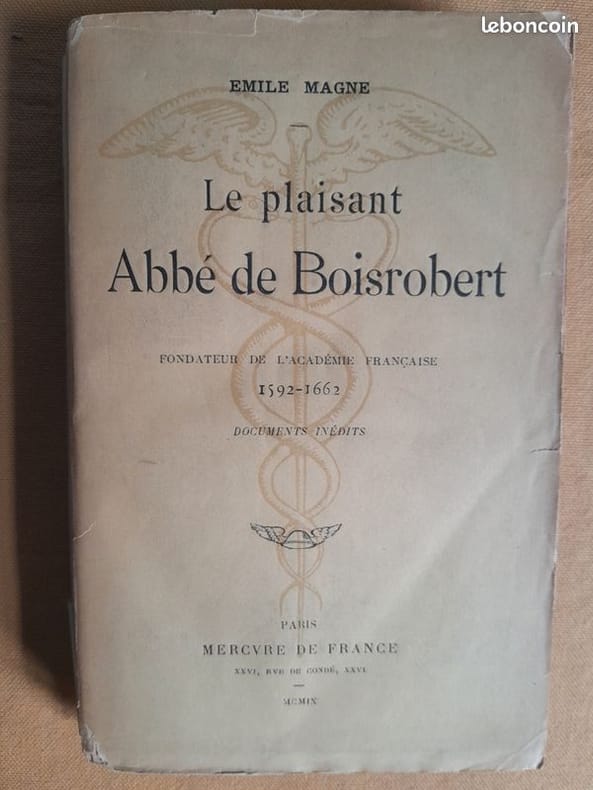 leboncoin
EMILE MAGNE
Le plaisant
Abbé de Boisrobert
FONDATEUR DE L'ACADÉMIE FRANÇAISE
1592-1662
DOCUMENTS INÉDITS
PARIS
MERCVRE DE FRANCE
XXVI, RVE DE CONDÉ, XXVI
MCMIX